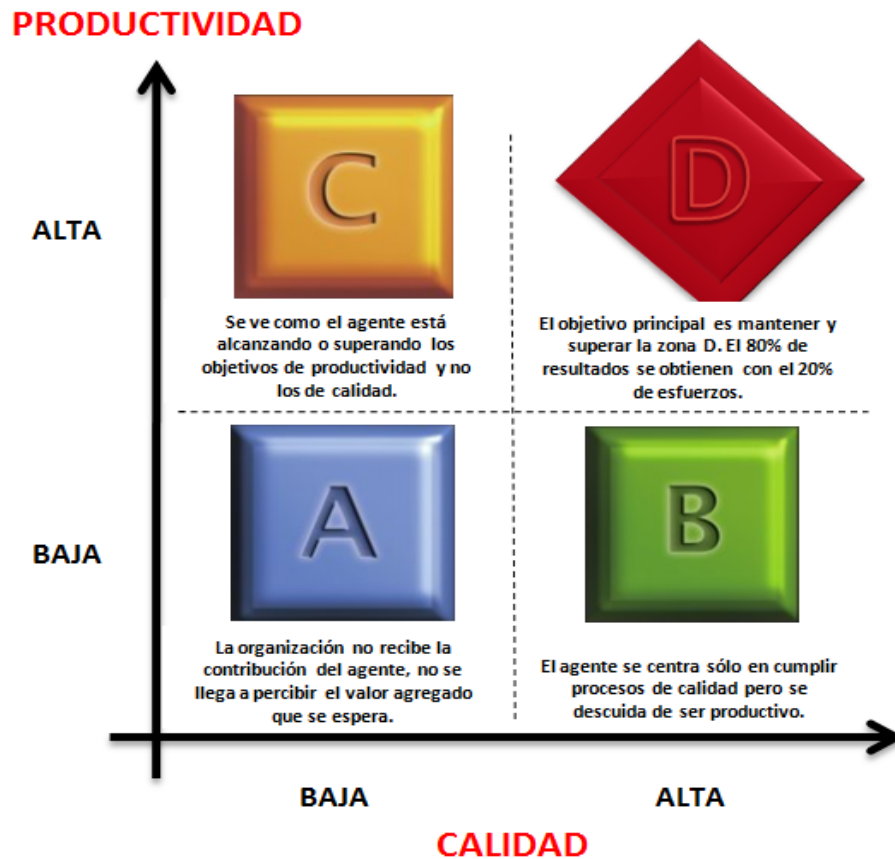 PRODUCTIVIDAD
ALTA
C
D
Se ve como el agente está
alcanzando o superando los
objetivos de productividad y no
los de calidad.
El objetivo principal es mantener y
superar la zona D. El 80% de
resultados se obtienen con el 20%
de esfuerzos.
BAJA
A
B
La organización no recibe la
contribución del agente, no se
llega a percibir el valor agregado
que se espera.
El agente se centra sólo en cumplir
procesos de calidad pero se
descuida de ser productivo.
BAJA
ALTA
CALIDAD